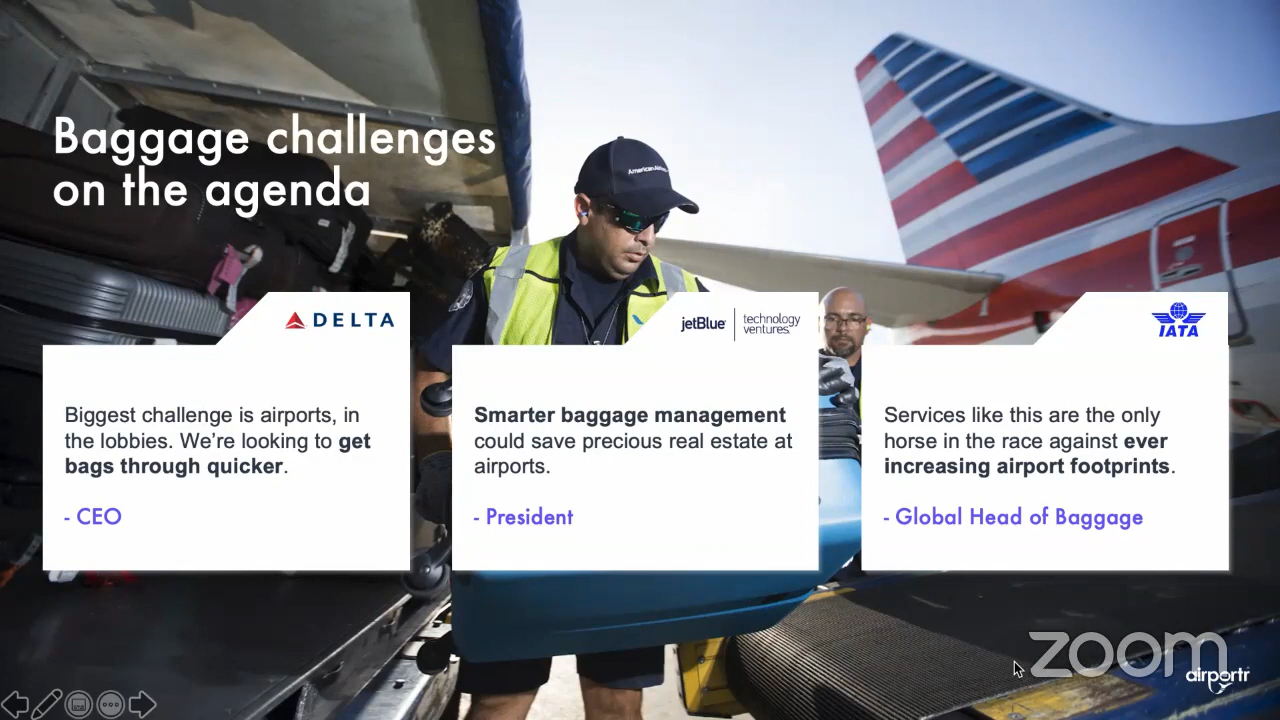 Baggage challenges
on the agenda
AmericanAirlines
DELTA
jetBlue
technology
ventures
IATA
Biggest challenge is airports, in
the lobbies. We’re looking to get
bags through quicker.
- CEO
Smarter baggage management
could save precious real estate at
airports.
- President
Services like this are the only
horse in the race against ever
increasing airport footprints.
- Global Head of Baggage
zoom
airportr